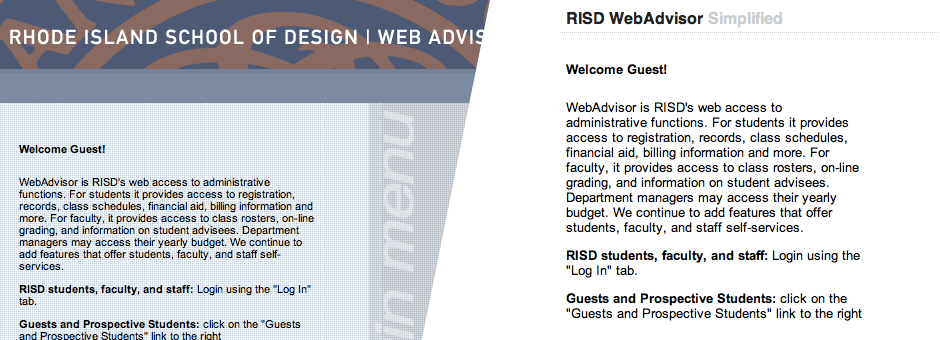 RHODE ISLAND SCHOOL OF DESIGN | WEB ADVIS
in menu
Welcome Guest!
WebAdvisor is RISD's web access to administrative
functions. For students it provides access to registration,
records, class schedules, financial aid, billing information and
more. For faculty, it provides access to class rosters, on-line
grading, and information on student advisees. Department
managers may access their yearly budget. We continue to
add features that offer students, faculty, and staff self-
services.
RISD students, faculty, and staff: Login using the "Log In"
tab.
Guests and Prospective Students: click on the "Guests
and Prospective Students" link to the right
RISD WebAdvisor Simplified
Welcome Guest!
WebAdvisor is RISD's web access to
administrative functions. For students it provides
access to registration, records, class schedules,
financial aid, billing information and more. For
faculty, it provides access to class rosters, on-line
grading, and information on student advisees.
Department managers may access their yearly
budget. We continue to add features that offer
students, faculty, and staff self-services.
RISD students, faculty, and staff: Login using the
"Log In" tab.
Guests and Prospective Students: click on the
"Guests and Prospective Students" link to the right